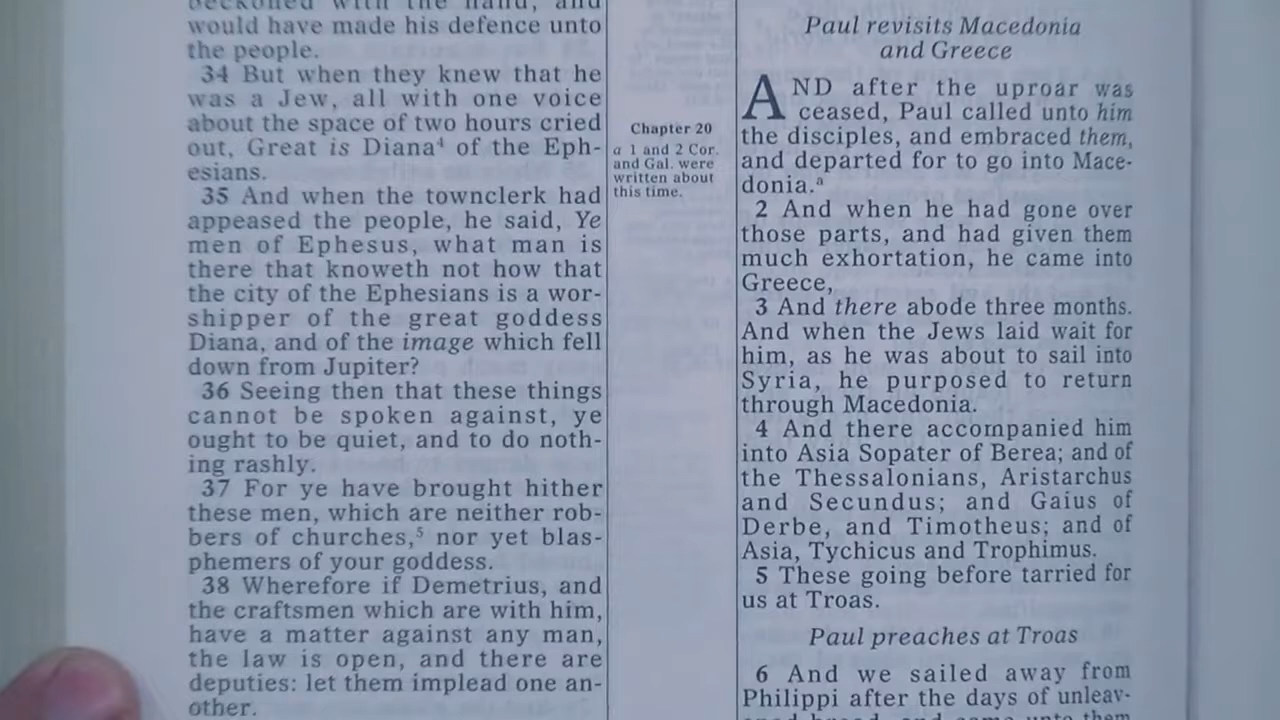 beckoned with the hand, and
would have made his defence unto
the people.
34 But when they knew that he
was a Jew, all with one voice
about the space of two hours cried
out, Great is Diana⁴ of the Eph-
esians.
35 And when the townclerk had
appeased the people, he said, Ye
men of Ephesus, what man is
there that knoweth not how that
the city of the Ephesians is a wor-
shipper of the great goddess
Diana, and of the image which fell
down from Jupiter?
36 Seeing then that these things
cannot be spoken against, ye
ought to be quiet, and to do noth-
ing rashly.
37 For ye have brought hither
these men, which are neither rob-
bers of churches,⁵ nor yet blas-
phemers of your goddess.
38 Wherefore if Demetrius, and
the craftsmen which are with him,
have a matter against any man,
the law is open, and there are
deputies: let them implead one an-
other.
Chapter 20
a 1 and 2 Cor.
and Gal. were
written about
this time.
Paul revisits Macedonia
and Greece
AND after the uproar was
ceased, Paul called unto him
the disciples, and embraced them,
and departed for to go into Mace-
donia.ᵃ
2 And when he had gone over
those parts, and had given them
much exhortation, he came into
Greece,
3 And there abode three months.
And when the Jews laid wait for
him, as he was about to sail into
Syria, he purposed to return
through Macedonia.
4 And there accompanied him
into Asia Sopater of Berea; and of
the Thessalonians, Aristarchus
and Secundus; and Gaius of
Derbe, and Timotheus; and of
Asia, Tychicus and Trophimus.
5 These going before tarried for
us at Troas.
Paul preaches at Troas
6 And we sailed away from
Philippi after the days of unleav-
ened bread, and came unto them